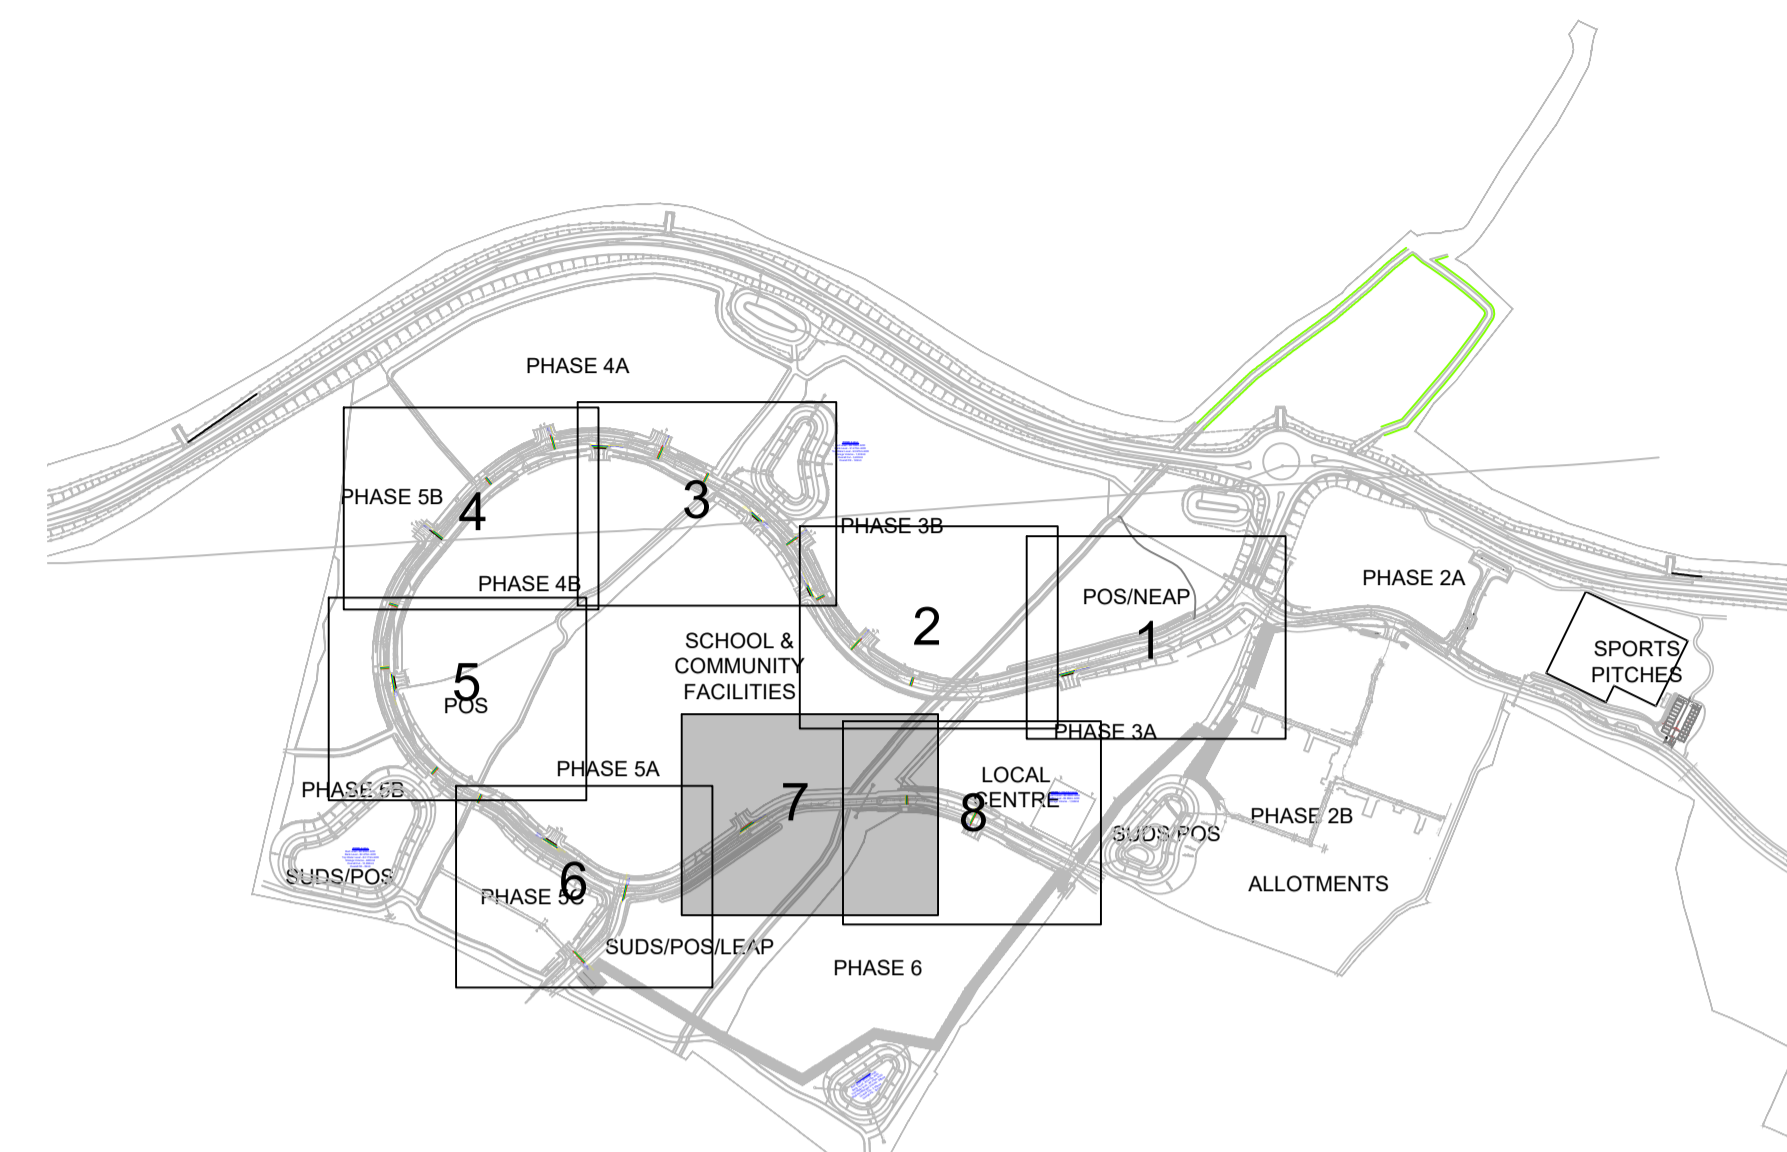 PHASE 4A
PHASE 5B
4
3
PHASE 3B
PHASE 4B
PHASE 2A
POS/NEAP
2
1
SCHOOL &
COMMUNITY
FACILITIES
SPORTS
PITCHES
5
POS
PHASE 3A
PHASE 5A
LOCAL
CENTRE
PHASE 5B
7
8
PHASE 2B
SUDS/POS
SUDS/POS
6
PHASE 5C
ALLOTMENTS
SUDS/POS/LEAP
PHASE 6